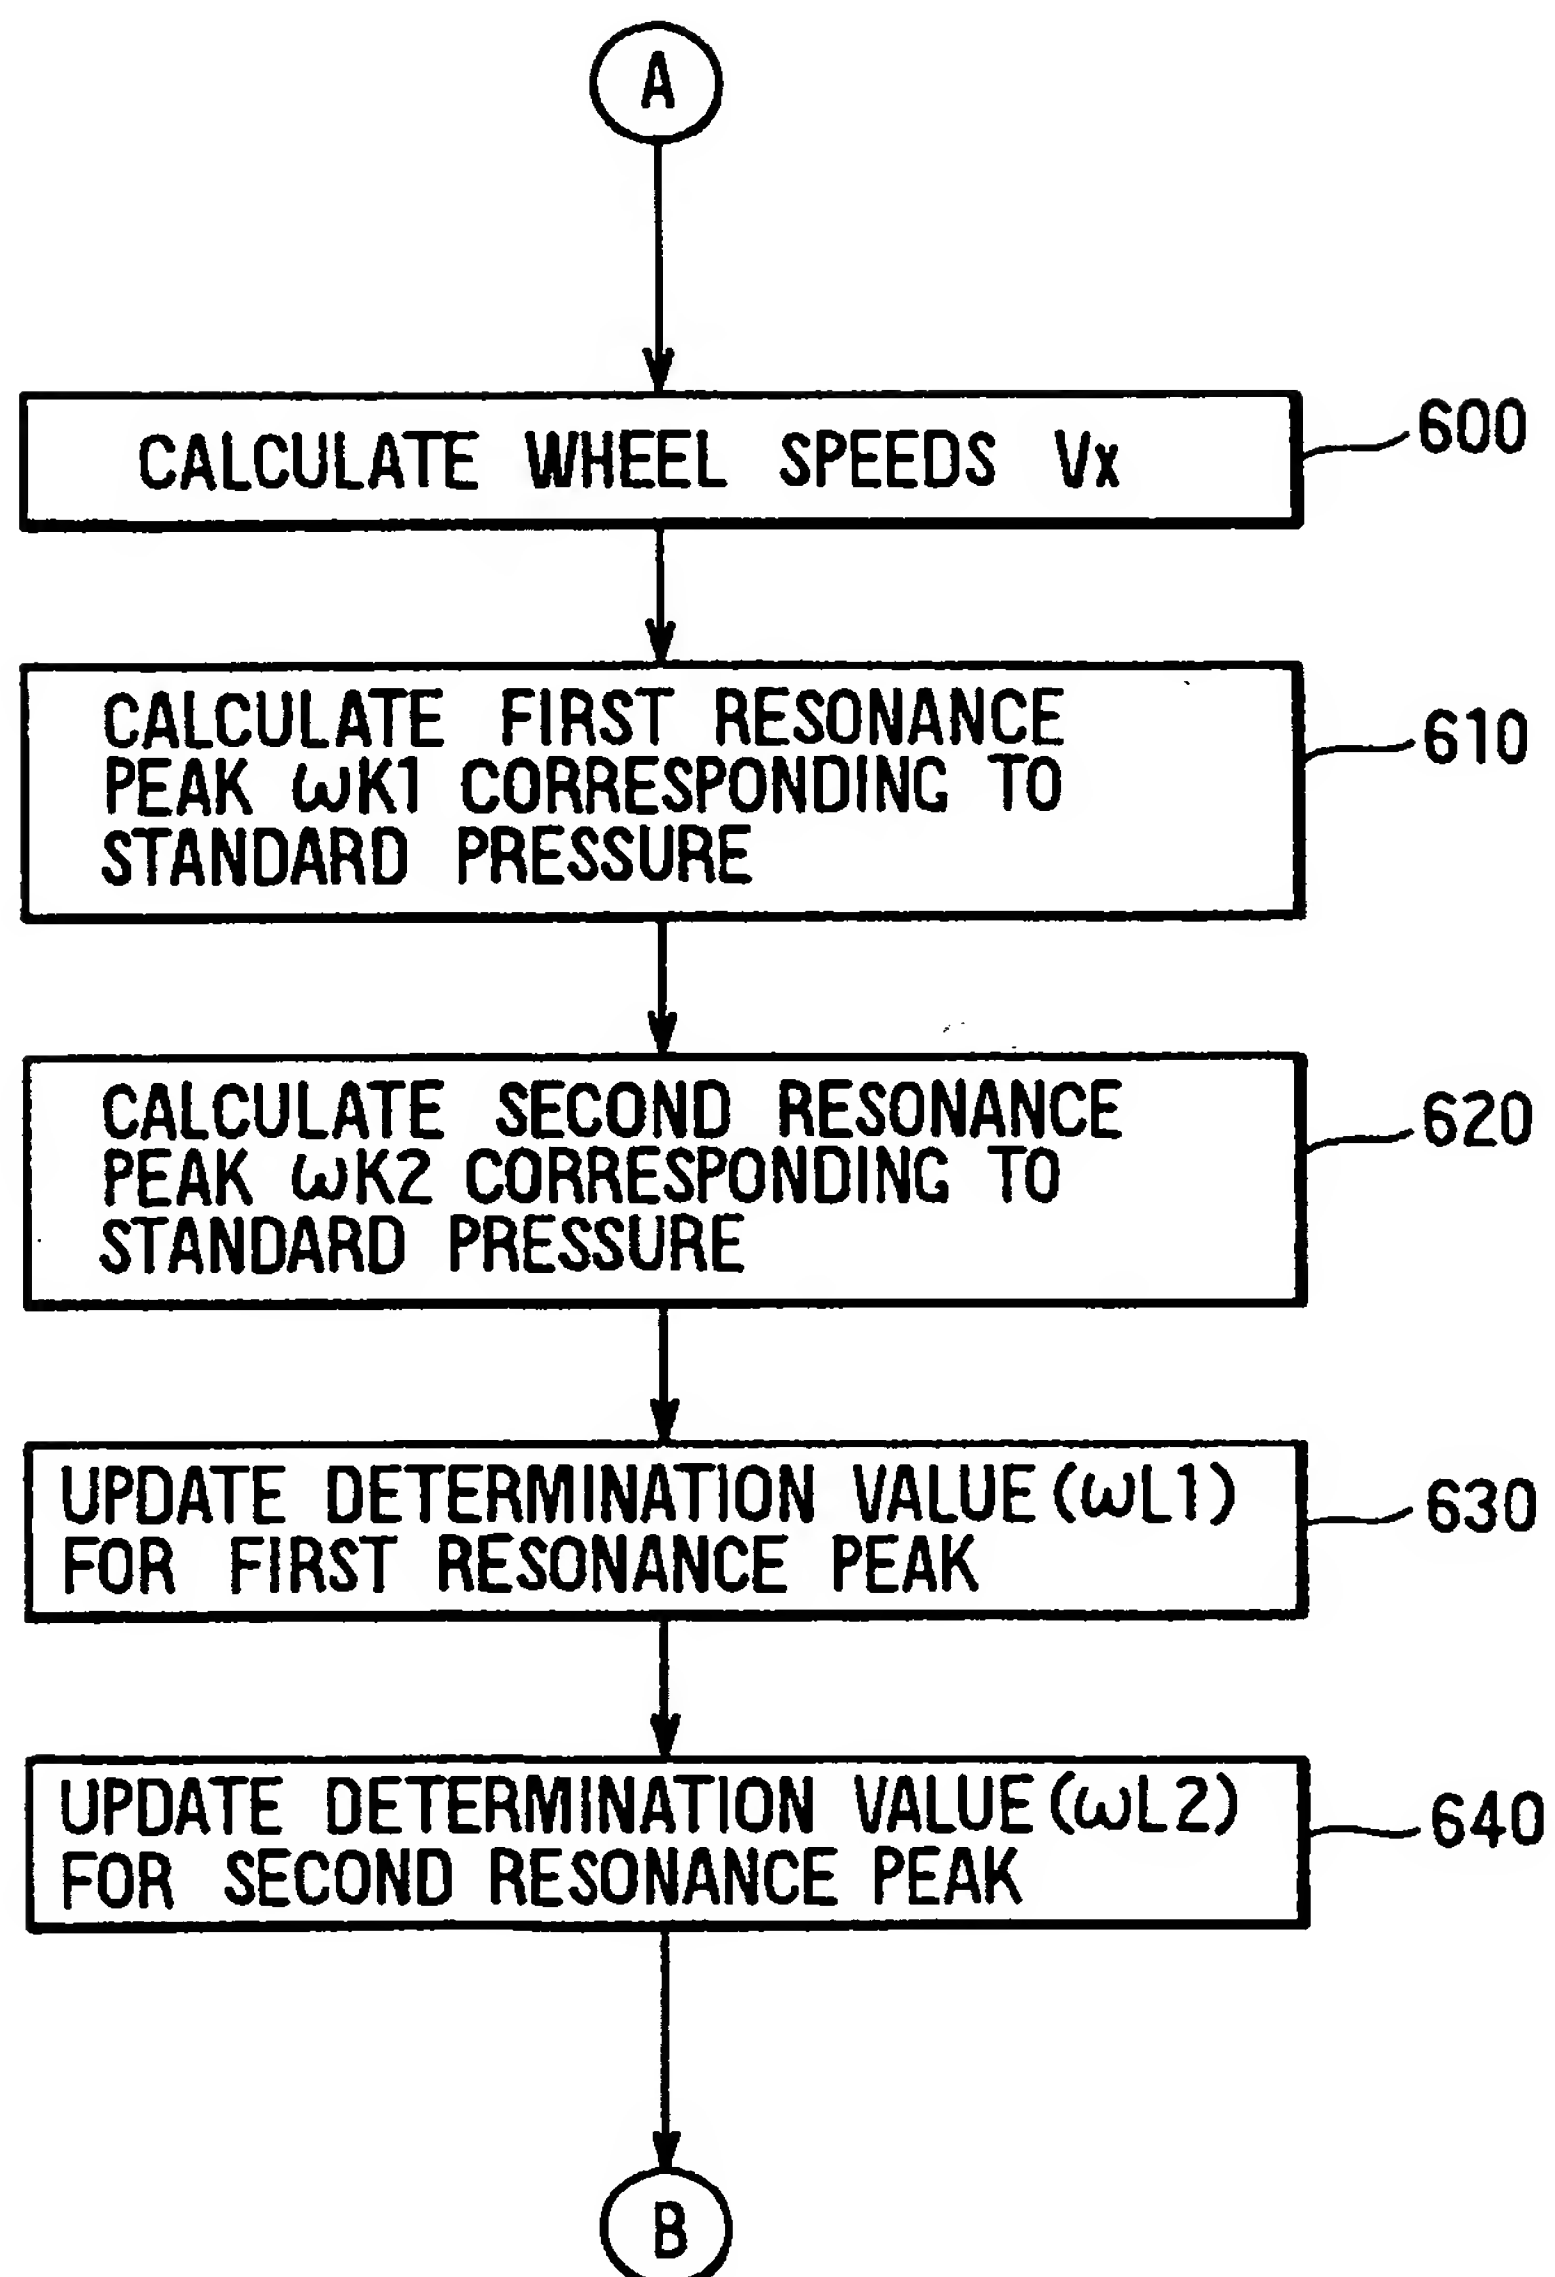 A
CALCULATE WHEEL SPEEDS Vx
600
CALCULATE FIRST RESONANCE
PEAK ωK1 CORRESPONDING TO
STANDARD PRESSURE
610
CALCULATE SECOND RESONANCE
PEAK ωK2 CORRESPONDING TO
STANDARD PRESSURE
620
UPDATE DETERMINATION VALUE (ωL1)
FOR FIRST RESONANCE PEAK
630
UPDATE DETERMINATION VALUE (ωL2)
FOR SECOND RESONANCE PEAK
640
B